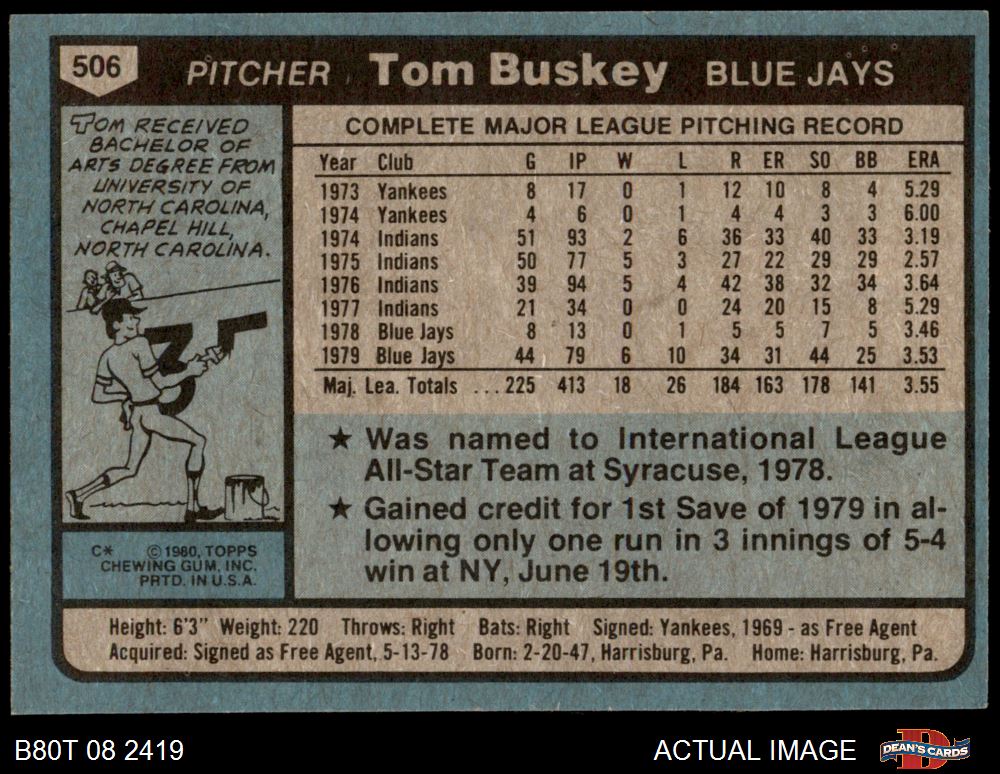 506 PITCHER Tom Buskey BLUE JAYS
TOM RECEIVED
BACHELOR OF
ARTS DEGREE FROM
UNIVERSITY OF
NORTH CAROLINA,
CHAPEL HILL,
NORTH CAROLINA.
C* ©1980, TOPPS
CHEWING GUM, INC.
PRTD. IN U.S.A.
COMPLETE MAJOR LEAGUE PITCHING RECORD
Year Club G IP W L R ER SO BB ERA
1973 Yankees 8 17 0 1 12 10 8 4 5.29
1974 Yankees 4 6 0 1 4 4 3 3 6.00
1974 Indians 51 93 2 6 36 33 40 33 3.19
1975 Indians 50 77 5 3 27 22 29 29 2.57
1976 Indians 39 94 5 4 42 38 32 34 3.64
1977 Indians 21 34 0 0 24 20 15 8 5.29
1978 Blue Jays 8 13 0 1 5 5 7 5 3.46
1979 Blue Jays 44 79 6 10 34 31 44 25 3.53
Maj. Lea. Totals ...225 413 18 26 184 163 178 141 3.55
★ Was named to International League
All-Star Team at Syracuse, 1978.
★ Gained credit for 1st Save of 1979 in al-
lowing only one run in 3 innings of 5-4
win at NY, June 19th.
Height: 6'3" Weight: 220 Throws: Right Bats: Right Signed: Yankees, 1969 - as Free Agent
Acquired: Signed as Free Agent, 5-13-78 Born: 2-20-47, Harrisburg, Pa. Home: Harrisburg, Pa.
B80T 08 2419 ACTUAL IMAGE DEAN'S CARDS